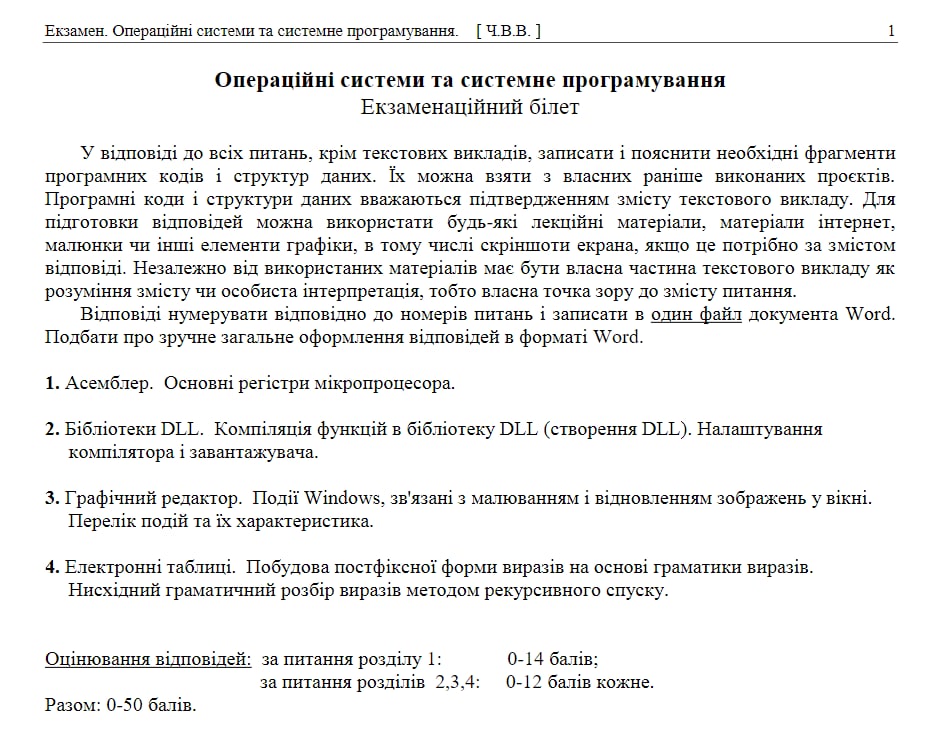 Екзамен. Операційні системи та системне програмування. [ Ч.В.В. ] 1
Операційні системи та системне програмування
Екзаменаційний білет
У відповіді до всіх питань, крім текстових викладів, записати і пояснити необхідні фрагменти
програмних кодів і структур даних. Їх можна взяти з власних раніше виконаних проєктів.
Програмні коди і структури даних вважаються підтвердженням змісту текстового викладу. Для
підготовки відповідей можна використати будь-які лекційні матеріали, матеріали інтернет,
малюнки чи інші елементи графіки, в тому числі скріншоти екрана, якщо це потрібно за змістом
відповіді. Незалежно від використаних матеріалів має бути власна частина текстового викладу як
розуміння змісту чи особиста інтерпретація, тобто власна точка зору до змісту питання.
Відповіді нумерувати відповідно до номерів питань і записати в один файл документа Word.
Подбати про зручне загальне оформлення відповідей в форматі Word.
1. Асемблер. Основні регістри мікропроцесора.
2. Бібліотеки DLL. Компіляція функцій в бібліотеку DLL (створення DLL). Налаштування
компілятора і завантажувача.
3. Графічний редактор. Події Windows, зв'язані з малюванням і відновленням зображень у вікні.
Перелік подій та їх характеристика.
4. Електронні таблиці. Побудова постфіксної форми виразів на основі граматики виразів.
Нисхідний граматичний розбір виразів методом рекурсивного спуску.
Оцінювання відповідей: за питання розділу 1: 0-14 балів;
за питання розділів 2,3,4: 0-12 балів кожне.
Разом: 0-50 балів.